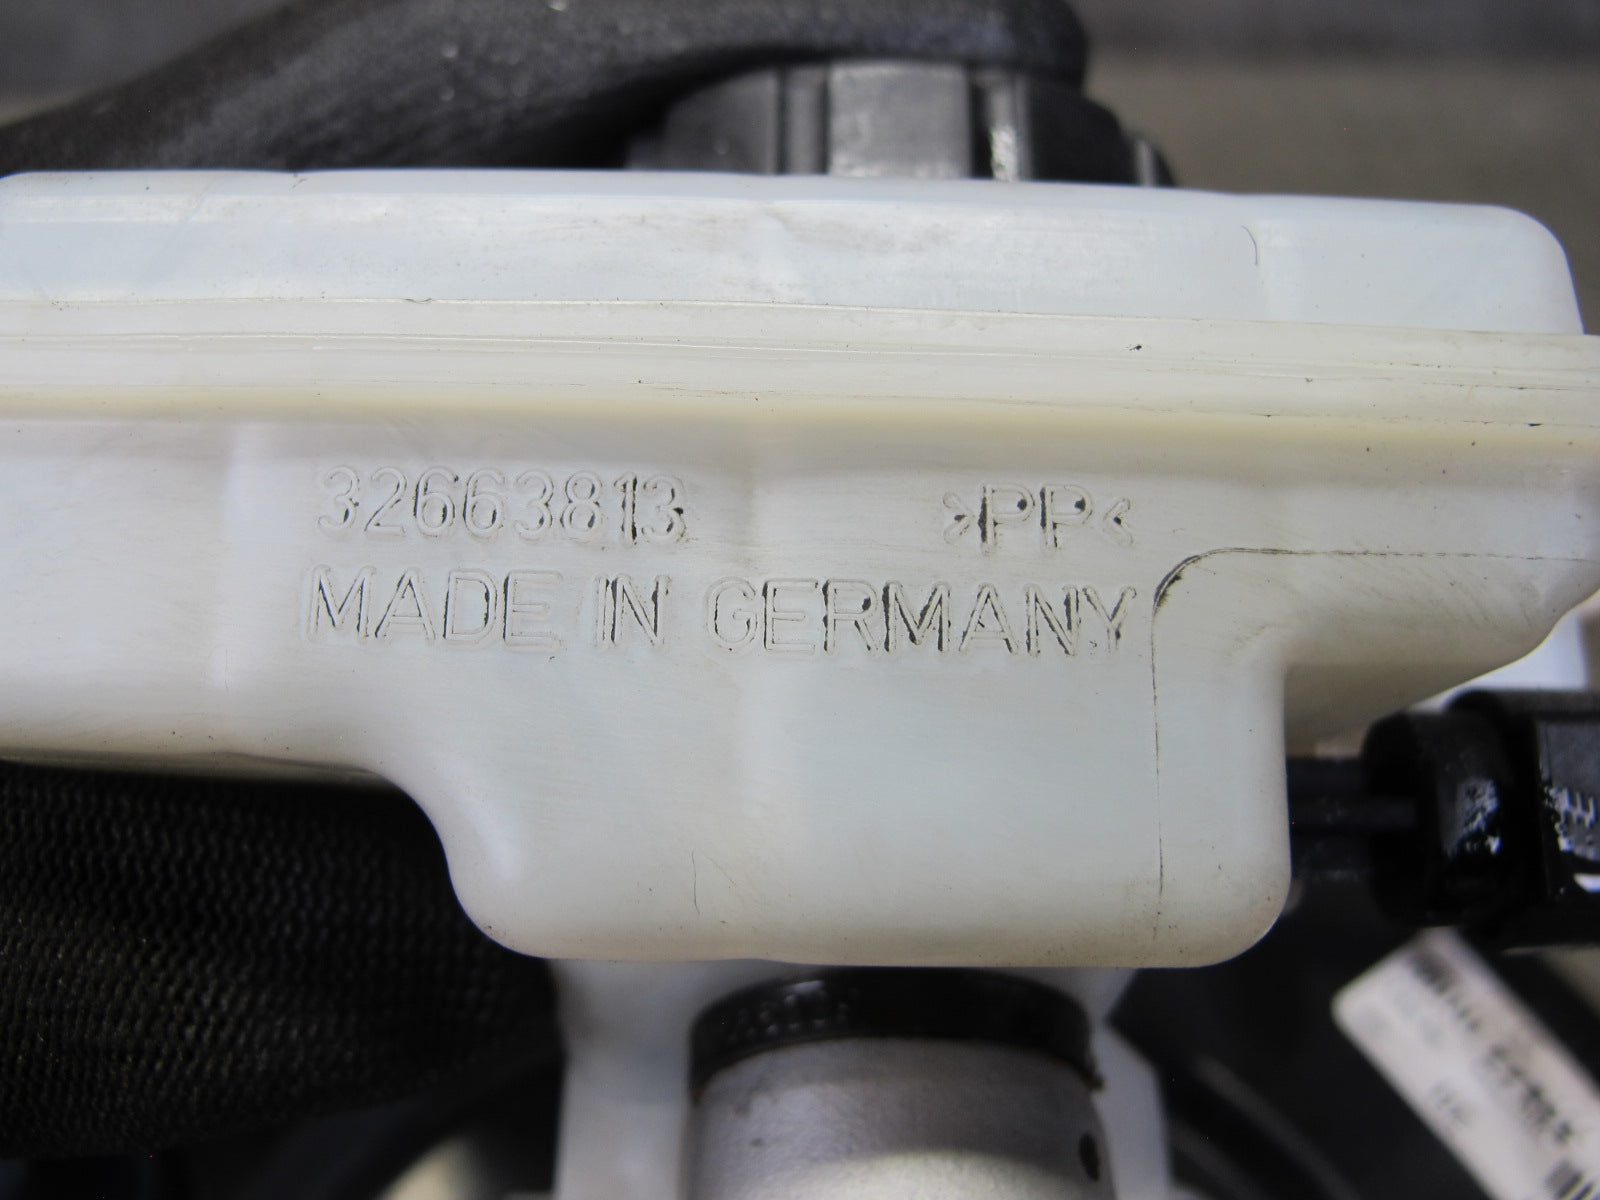 32663813 >PP<
MADE IN GERMANY